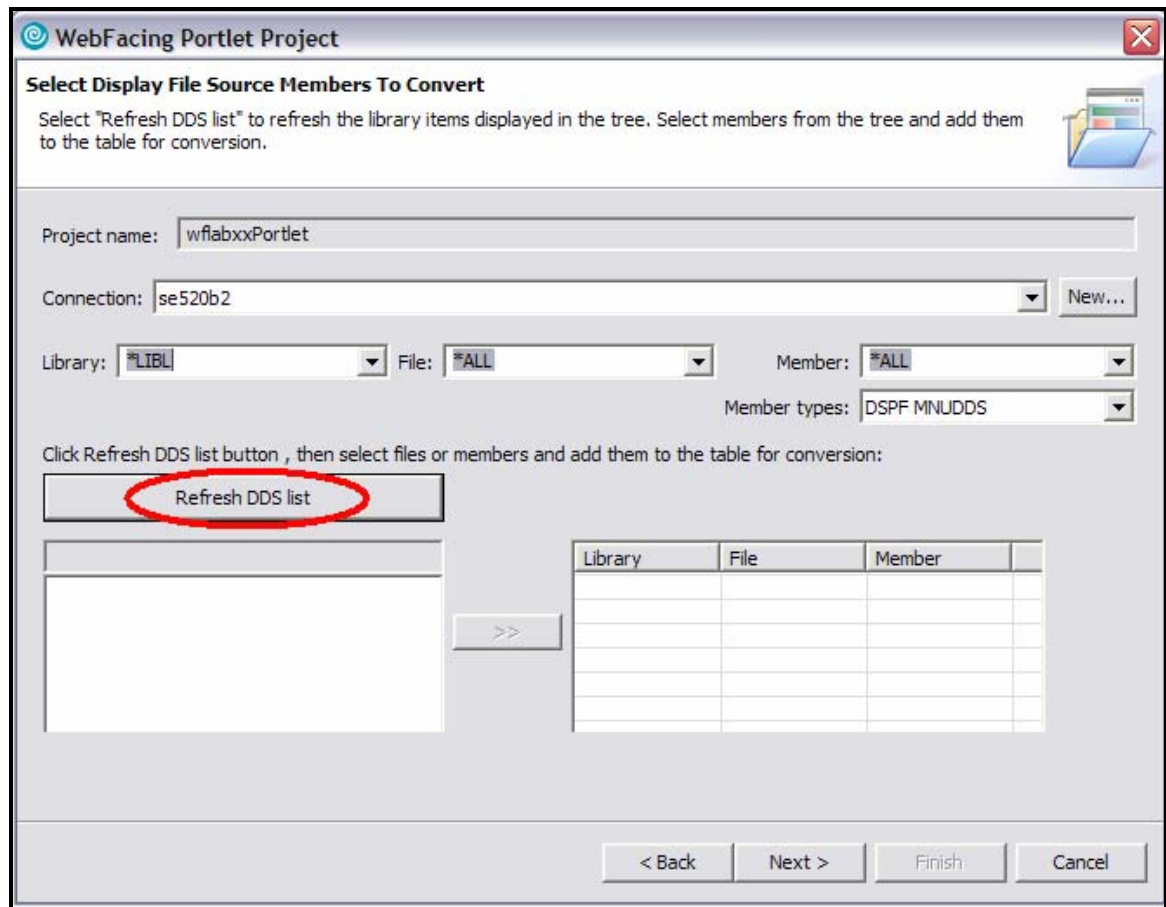 WebFacing Portlet Project
Select Display File Source Members To Convert
Select "Refresh DDS list" to refresh the library items displayed in the tree. Select members from the tree and add them
to the table for conversion.
Project name: wflabxxPortlet
Connection: se520b2 New...
Library: *LIBL File: *ALL Member: *ALL
Member types: DSPF MNUDDS
Click Refresh DDS list button , then select files or members and add them to the table for conversion:
Refresh DDS list
Library File Member
>>
< Back Next > Finish Cancel